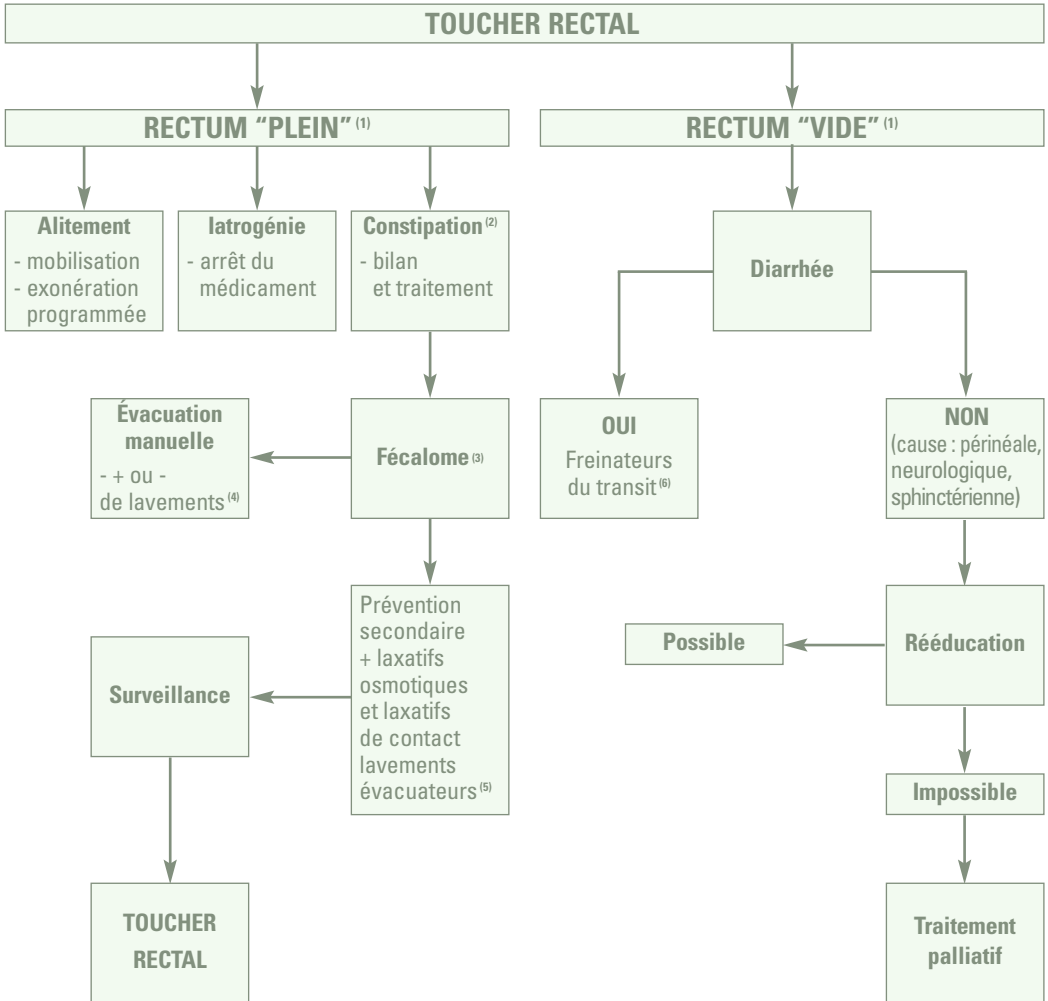 TOUCHER RECTAL
RECTUM “PLEIN” (1)
RECTUM “VIDE” (1)
Alitement
- mobilisation
- exonération
programmée
Iatrogénie
- arrêt du
médicament
Constipation (2)
- bilan
et traitement
Diarrhée
Évacuation
manuelle
- + ou -
de lavements (4)
Fécalome (3)
OUI
Freinateurs
du transit (6)
NON
(cause : périnéale,
neurologique,
sphinctérienne)
Prévention
secondaire
+ laxatifs
osmotiques
et laxatifs
de contact
lavements
évacuateurs (5)
Surveillance
Possible
Rééducation
Impossible
TOUCHER
RECTAL
Traitement
palliatif